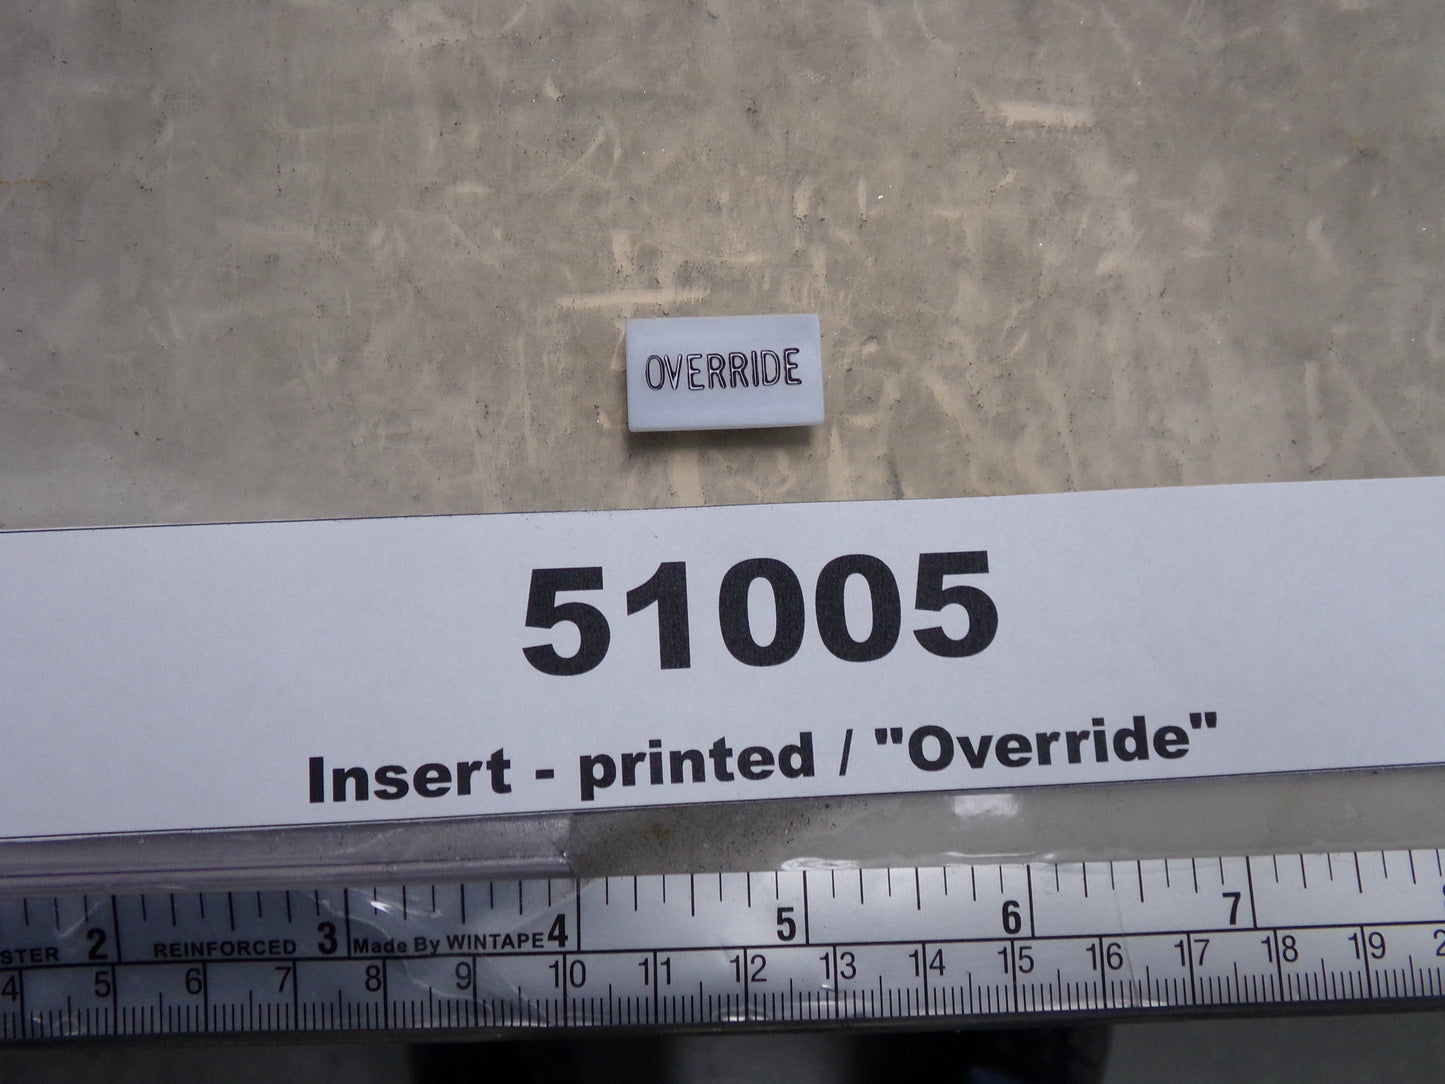 OVERRIDE
51005
Insert - printed / "Override"
STER 2 REINFORCED 3 Made By WINTAPE 4 5 6 7
4 5 6 7 8 9 10 11 12 13 14 15 16 17 18 19 2